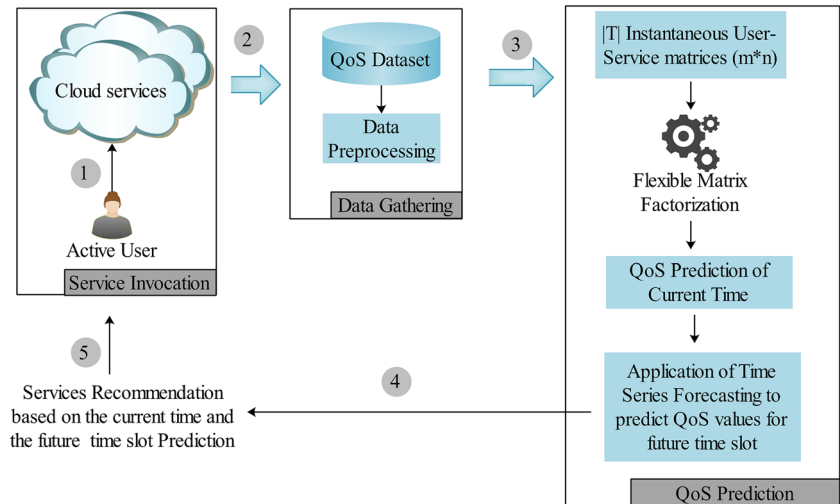 Cloud services
1
Active User
Service Invocation
2
QoS Dataset
Data
Preprocessing
Data Gathering
3
|T| Instantaneous User-
Service matrices (m*n)
Flexible Matrix
Factorization
QoS Prediction of
Current Time
Application of Time
Series Forecasting to
predict QoS values for
future time slot
QoS Prediction
4
5
Services Recommendation
based on the current time and
the future time slot Prediction